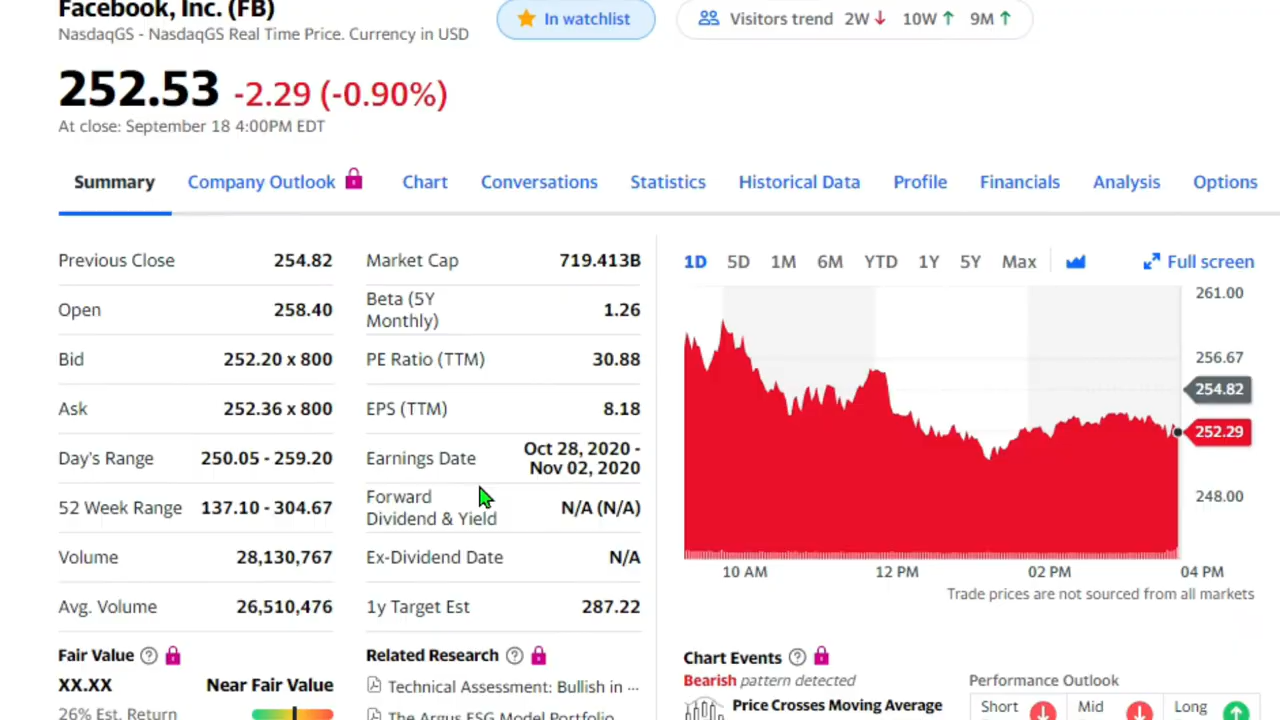 Facebook, Inc. (FB)
In watchlist
Visitors trend 2W 10W 9M
NasdaqGS - NasdaqGS Real Time Price. Currency in USD
252.53 -2.29 (-0.90%)
At close: September 18 4:00PM EDT
Summary Company Outlook Chart Conversations Statistics Historical Data Profile Financials Analysis Options
Previous Close 254.82
Open 258.40
Bid 252.20 x 800
Ask 252.36 x 800
Day's Range 250.05 - 259.20
52 Week Range 137.10 - 304.67
Volume 28,130,767
Avg. Volume 26,510,476
Market Cap 719.413B
Beta (5Y
Monthly) 1.26
PE Ratio (TTM) 30.88
EPS (TTM) 8.18
Earnings Date Oct 28, 2020 -
Nov 02, 2020
Forward
Dividend & Yield N/A (N/A)
Ex-Dividend Date N/A
1y Target Est 287.22
1D 5D 1M 6M YTD 1Y 5Y Max Full screen
261.00
256.67
254.82
252.29
248.00
10 AM 12 PM 02 PM 04 PM
Trade prices are not sourced from all markets
Fair Value
XX.XX Near Fair Value
26% Est. Return
Related Research
Technical Assessment: Bullish in ...
The Argus ESG Model Portfolio
Chart Events
Bearish pattern detected
Price Crosses Moving Average
Performance Outlook
Short Mid Long